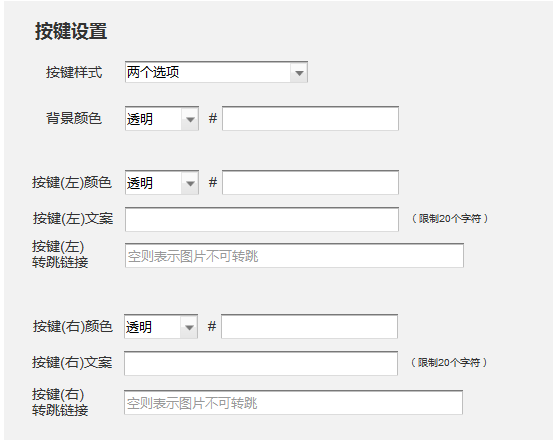 按键设置
按键样式 两个选项
背景颜色 透明 #
按键(左)颜色 透明 #
按键(左)文案 （限制20个字符）
按键(左)
转跳链接 空则表示图片不可转跳
按键(右)颜色 透明 #
按键(右)文案 （限制20个字符）
按键(右)
转跳链接 空则表示图片不可转跳